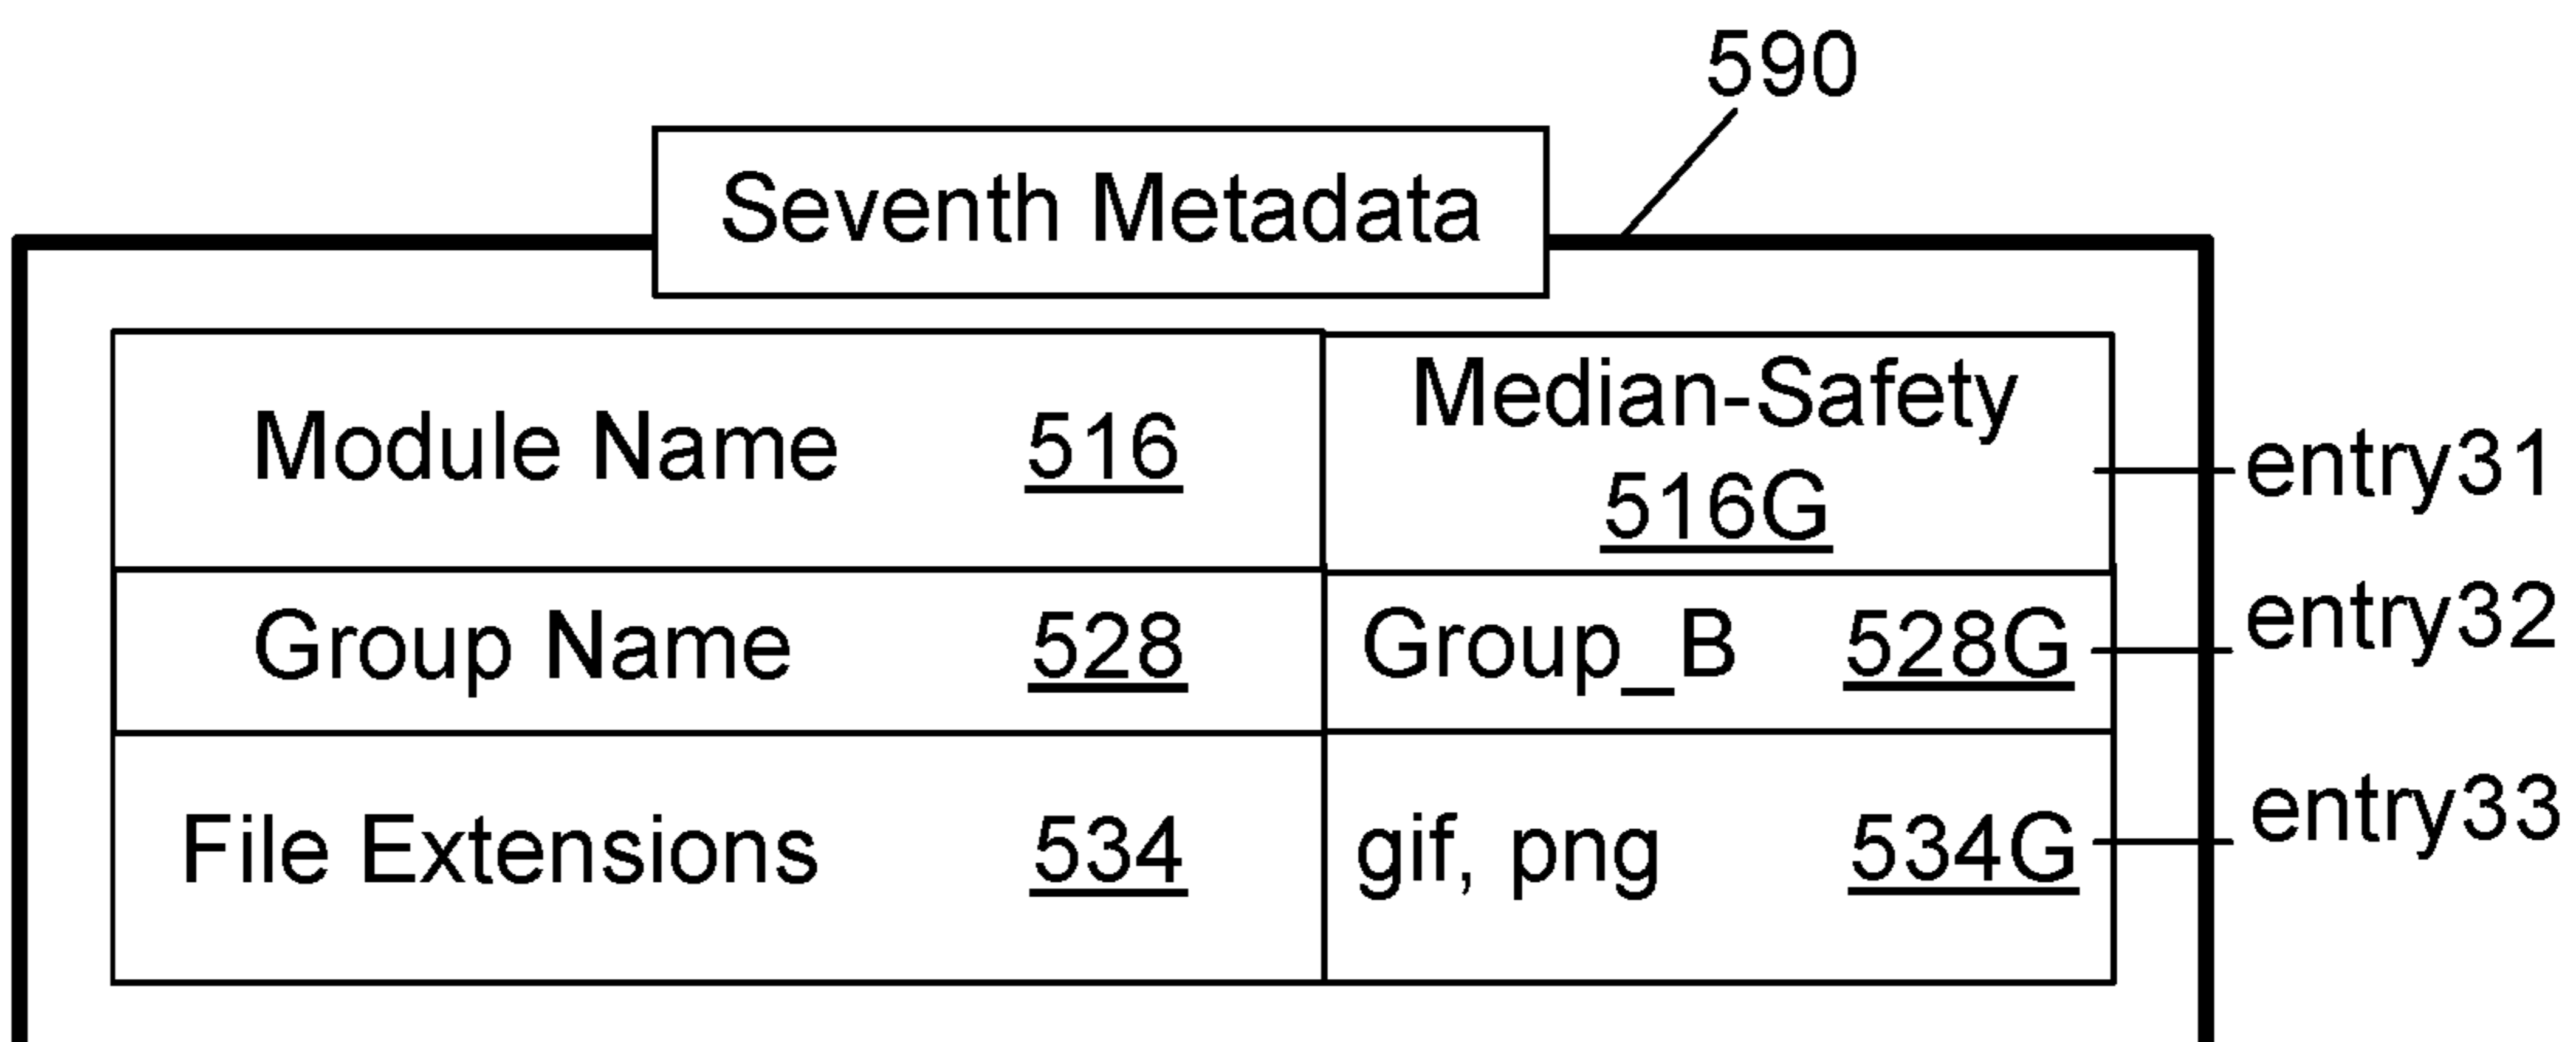 590
Seventh Metadata
Module Name 516
Median-Safety
516G
entry31
Group Name 528
Group_B 528G
entry32
File Extensions 534
gif, png 534G
entry33